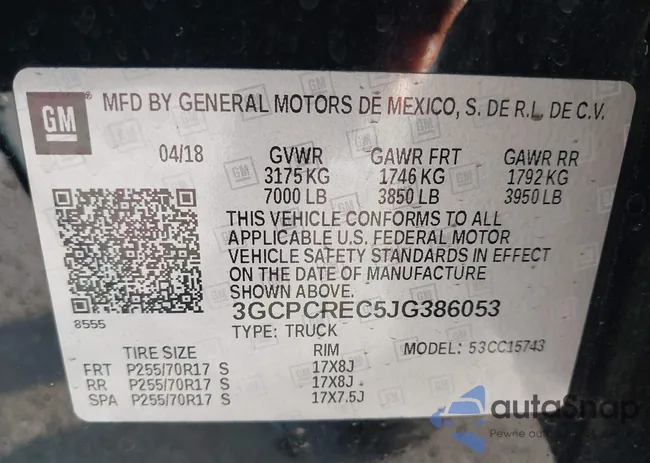 GM
®
MFD BY GENERAL MOTORS DE MEXICO, S. DE R.L. DE C.V.
04/18 GVWR GAWR FRT GAWR RR
3175 KG 1746 KG 1792 KG
7000 LB 3850 LB 3950 LB
THIS VEHICLE CONFORMS TO ALL
APPLICABLE U.S. FEDERAL MOTOR
VEHICLE SAFETY STANDARDS IN EFFECT
ON THE DATE OF MANUFACTURE
SHOWN ABOVE.
3GCPCREC5JG386053
8555
TYPE: TRUCK
TIRE SIZE RIM MODEL: 53CC15743
FRT P255/70R17 S 17X8J
RR P255/70R17 S 17X8J
SPA P255/70R17 S 17X7.5J
autoSnap
Pewne auto